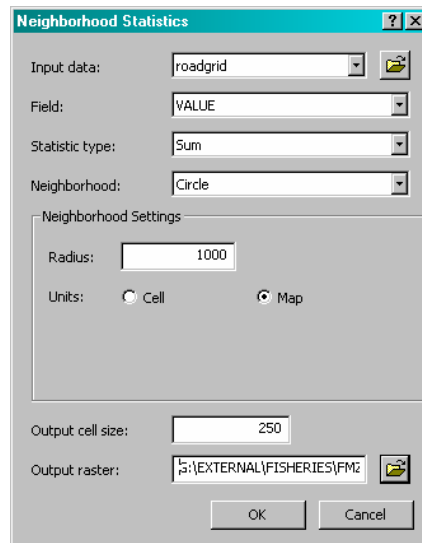 Neighborhood Statistics
Input data: roadgrid
Field: VALUE
Statistic type: Sum
Neighborhood: Circle
Neighborhood Settings
Radius: 1000
Units: Cell Map
Output cell size: 250
Output raster: G:\EXTERNAL\FISHERIES\FMZ
OK Cancel